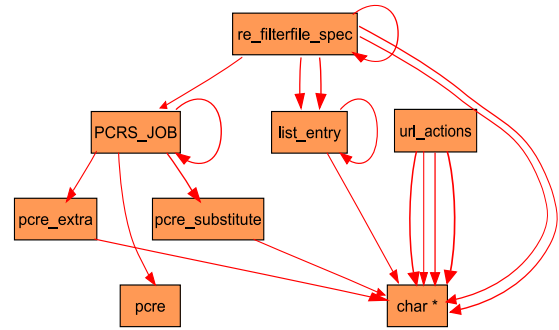 re_filterfile_spec
PCRS_JOB
list_entry
url_actions
pcre_extra
pcre_substitute
pcre
char *